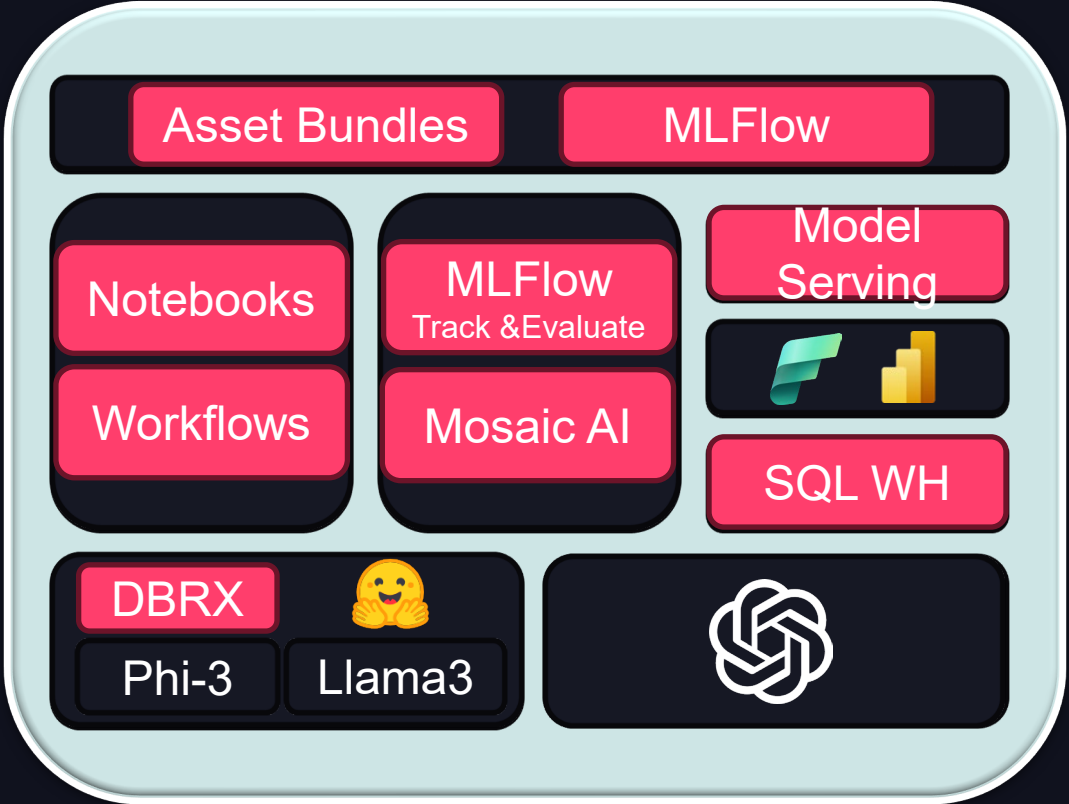 Asset Bundles
MLFlow
Notebooks
Workflows
MLFlow
Track &Evaluate
Mosaic AI
Model
Serving
SQL WH
DBRX
Phi-3
Llama3